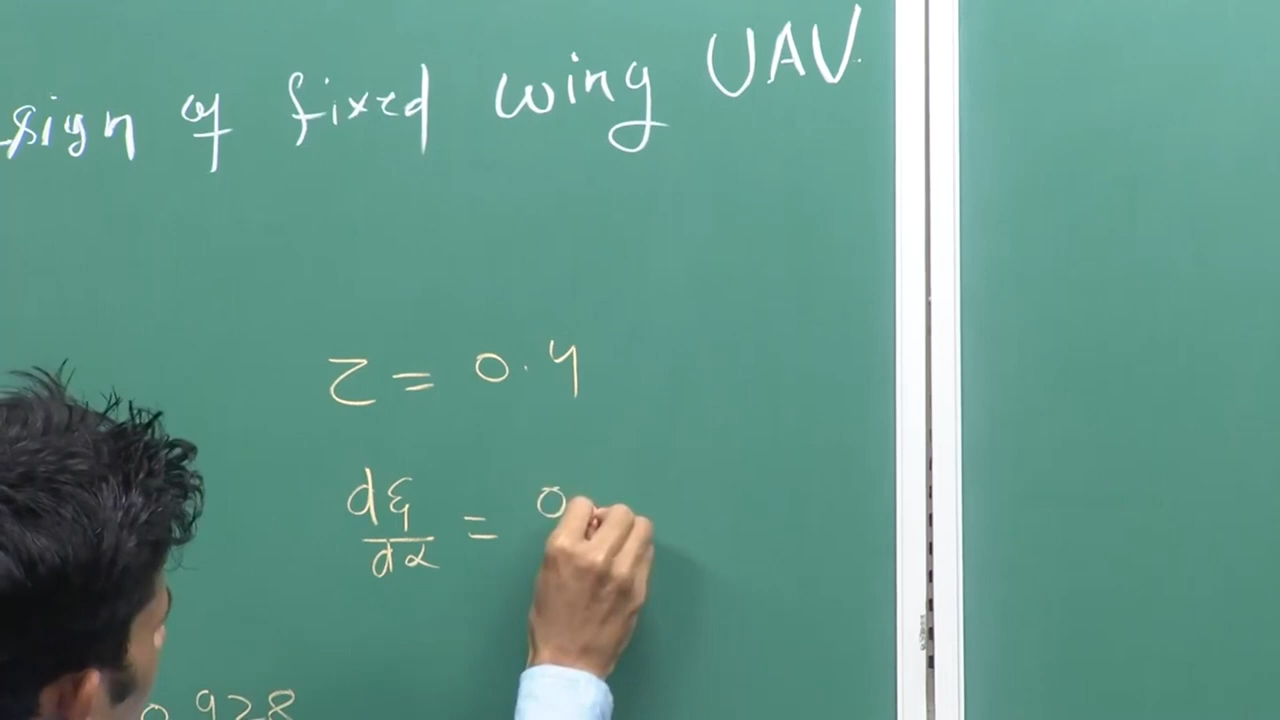 sign of fixed wing UAV
τ = 0.4
dε/dα = 0
0.928